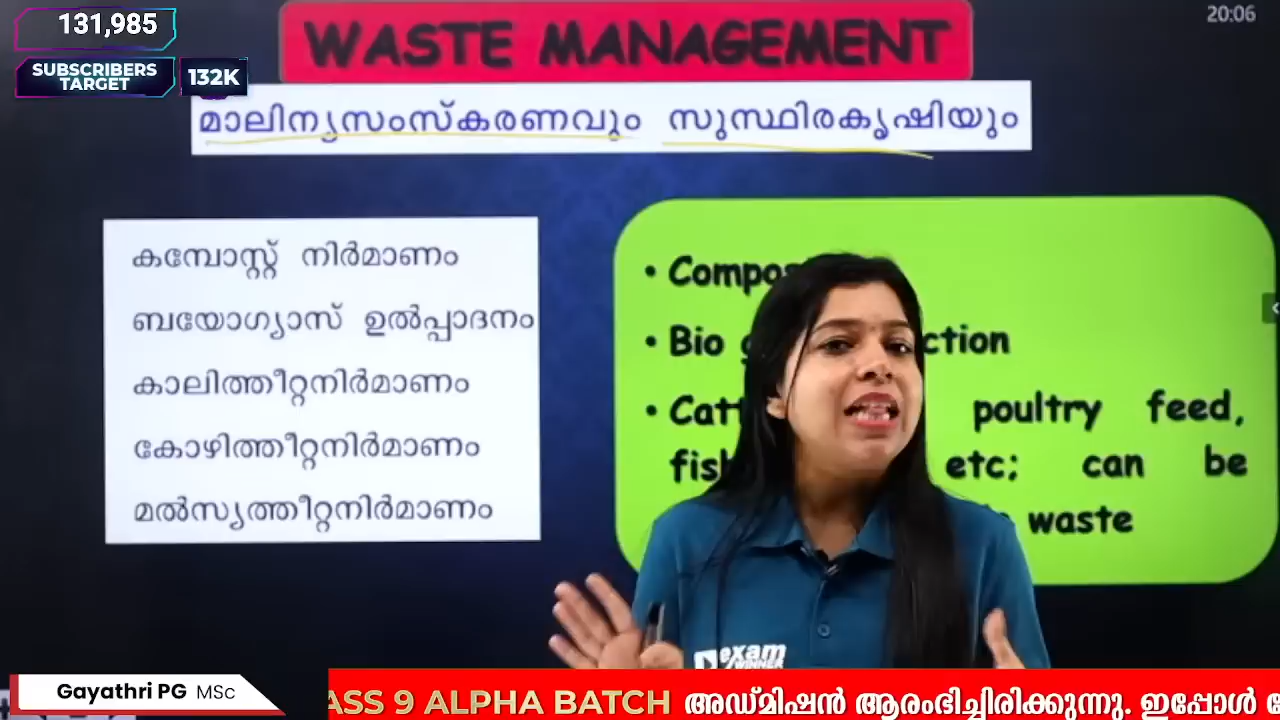 131,985
20:06
WASTE MANAGEMENT
SUBSCRIBERS
TARGET
132K
മാലിന്യസംസ്കരണവും സുസ്ഥിരകൃഷിയും
കമ്പോസ്റ്റ് നിർമാണം
ബയോഗ്യാസ് ഉൽപ്പാദനം
കാലിത്തീറ്റനിർമാണം
കോഴിത്തീറ്റനിർമാണം
മൽസ്യത്തീറ്റനിർമാണം
• Compos
• Bio g ction
• Catt poultry feed,
fish etc; can be
waste
exam
WINNER
Gayathri PG MSc
ASS 9 ALPHA BATCH അഡ്മിഷൻ ആരംഭിച്ചിരിക്കുന്നു. ഇപ്പോൾ